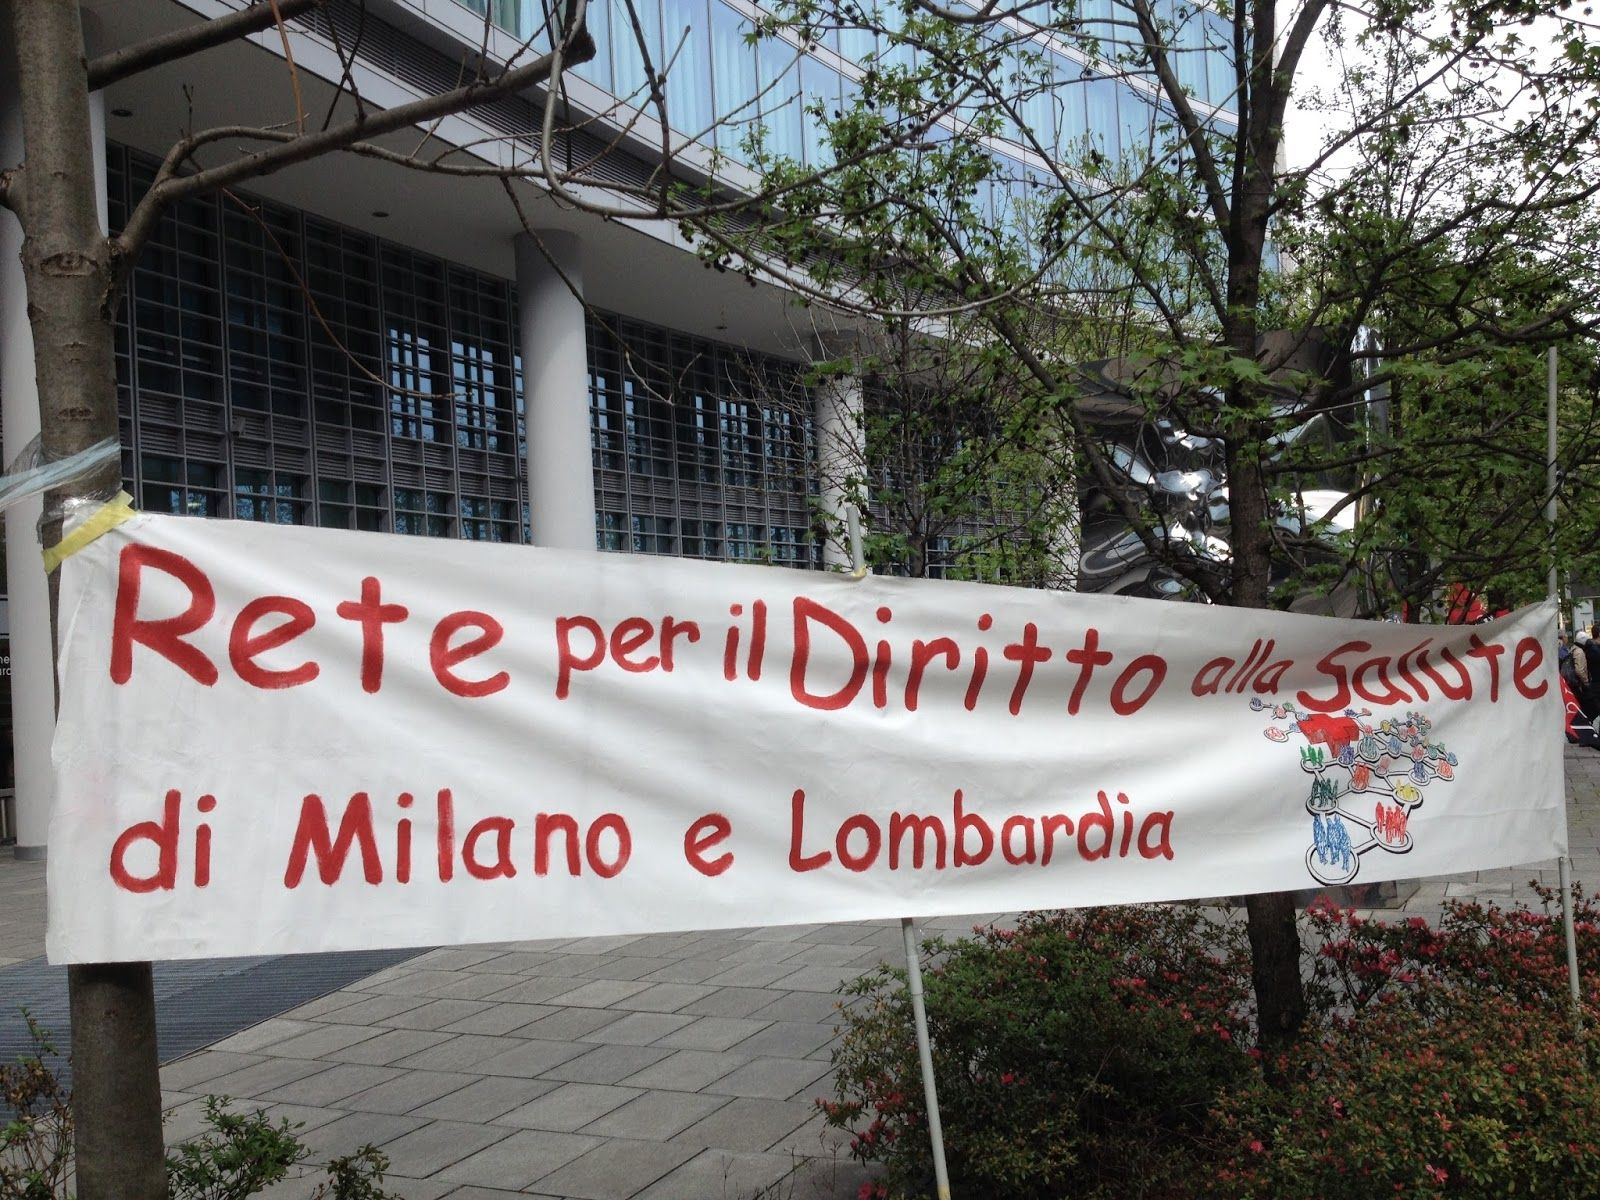 Rete per il Diritto alla Salute
di Milano e Lombardia